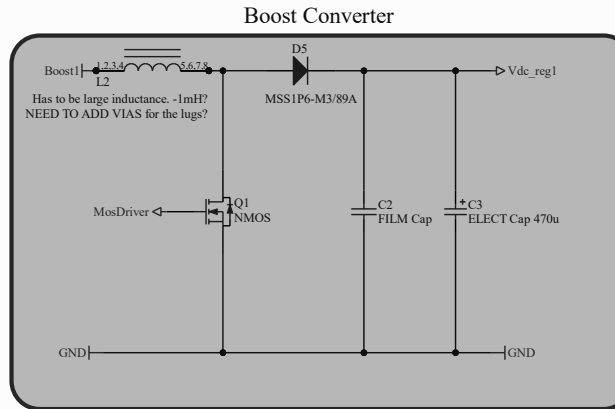 Boost Converter
Boost1
1,2,3,4
5,6,7,8
L2
D5
MSS1P6-M3/89A
Vdc_reg1
Has to be large inductance. -1mH?
NEED TO ADD VIAS for the lugs?
MosDriver
Q1
NMOS
C2
FILM Cap
+
C3
ELECT Cap 470u
GND
GND